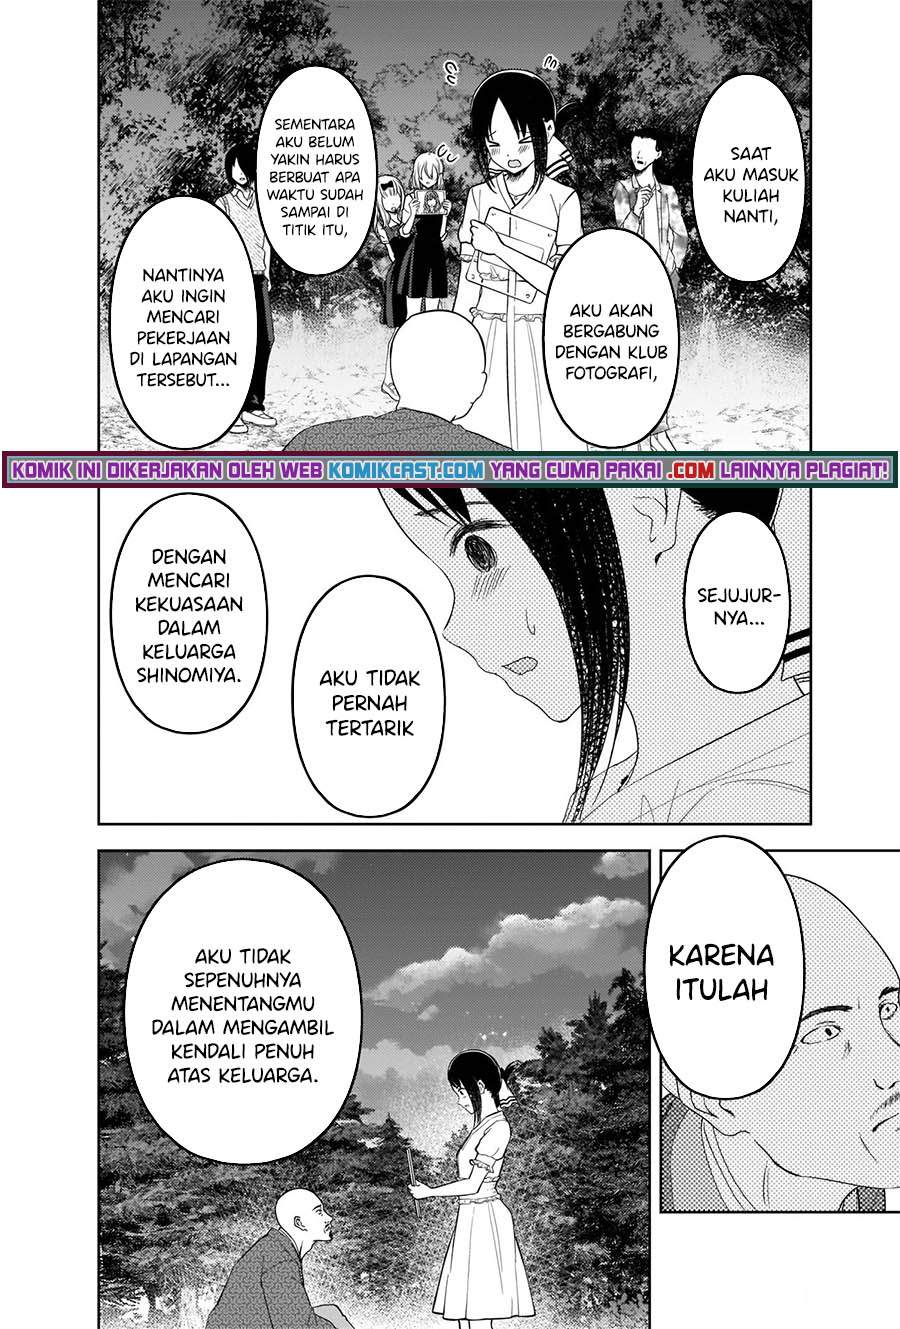 SAAT
AKU MASUK
KULIAH
NANTI,
AKU AKAN
BERGABUNG
DENGAN KLUB
FOTOGRAFI,
SEMENTARA
AKU BELUM
YAKIN HARUS
BERBUAT APA
WAKTU SUDAH
SAMPAI DI
TITIK ITU,
NANTINYA
AKU INGIN
MENCARI
PEKERJAAN
DI LAPANGAN
TERSEBUT...
KOMIK INI DIKERJAKAN OLEH WEB KOMIKCAST.COM YANG CUMA PAKAI .COM LAINNYA PLAGIAT!
SEJUJUR-
NYA...
AKU TIDAK
PERNAH
TERTARIK
DENGAN
MENCARI
KEKUASAAN
DALAM
KELUARGA
SHINOMIYA.
KARENA
ITULAH
AKU TIDAK
SEPENUHNYA
MENENTANGMU
DALAM MENGAMBIL
KENDALI PENUH
ATAS KELUARGA.